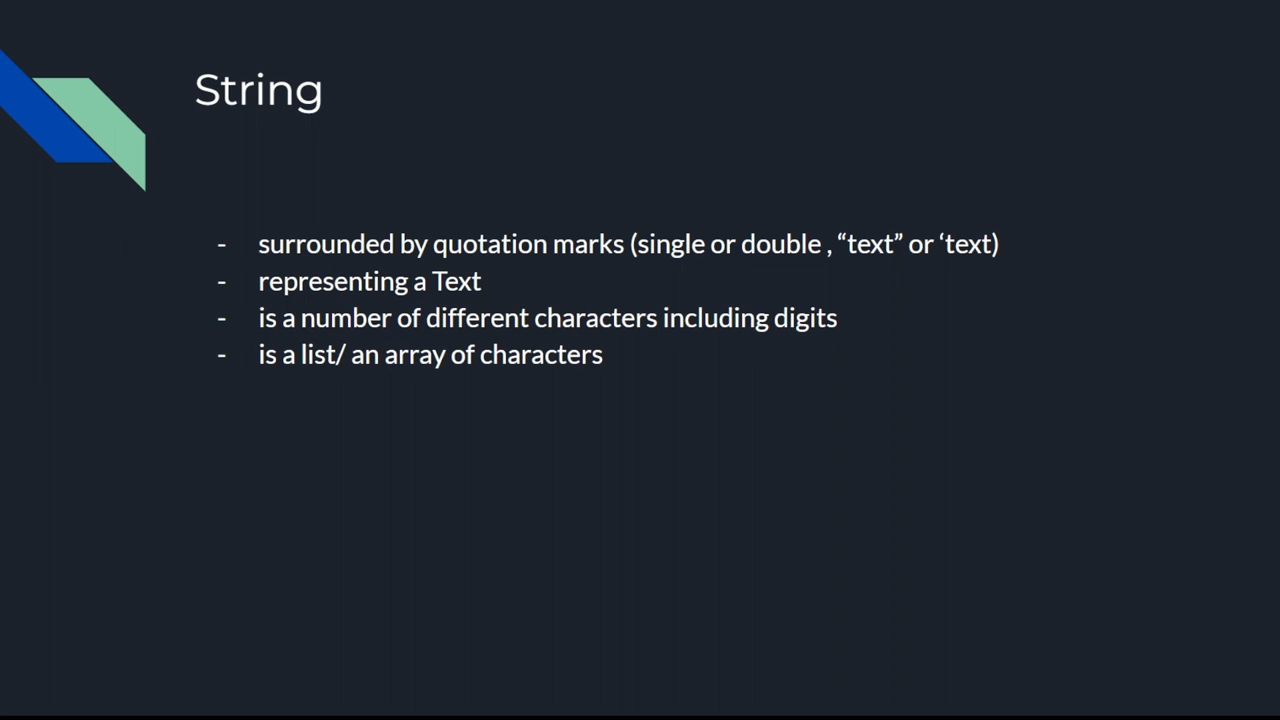 String
- surrounded by quotation marks (single or double , “text” or ‘text)
- representing a Text
- is a number of different characters including digits
- is a list/ an array of characters